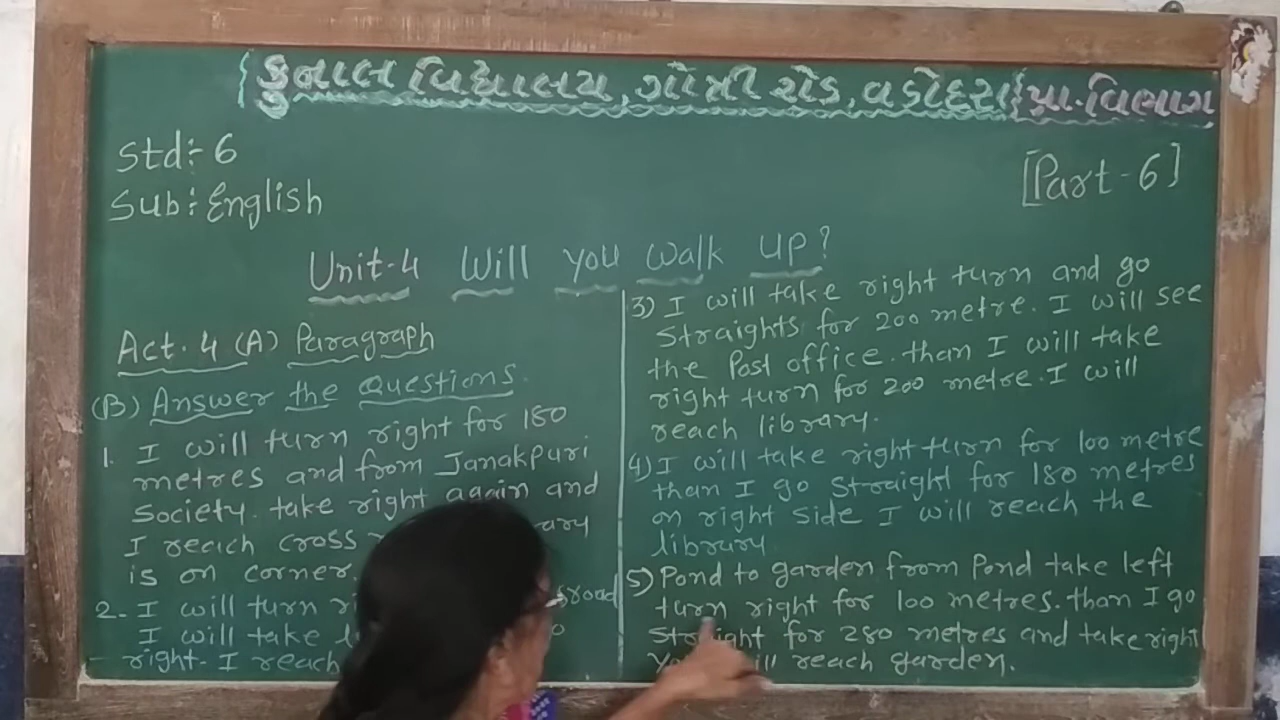 {કુનાલ વિદ્યાલય, ગોત્રી રોડ, વડોદરા{પ્રા. વિભાગ
Std:- 6
Sub: English
[Part-6]
Unit-4 Will you walk up?
Act. 4 (A) Paragraph
(B) Answer the questions.
1. I will turn right for 180
metres and from Janakpuri
Society. take right again and
I reach cross
is on corner.
2- I will turn
I will take
right- I reach
3) I will take right turn and go
straights for 200 metre. I will see
the Post office. than I will take
right turn for 200 metre. I will
reach library.
4) I will take right turn for 100 metre
than I go straight for 180 metres
on right side I will reach the
library
5) Pond to garden from Pond take left
turn right for 100 metres. than I go
straight for 280 metres and take right
reach garden.